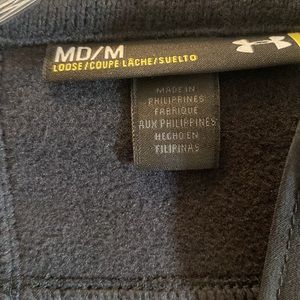 MD/M
LOOSE/COUPE LÂCHE/SUELTO
MADE IN
PHILIPPINES
FABRIQUÉ
AUX PHILIPPINES
HECHO EN
FILIPINAS